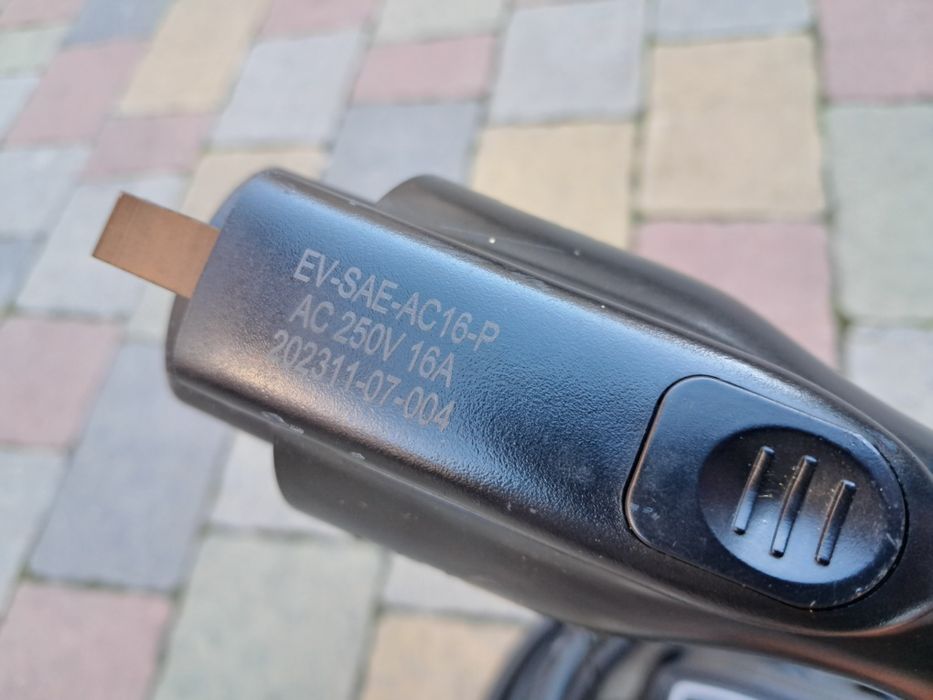 EV-SAE-AC16-P
AC 250V 16A
202311-07-004